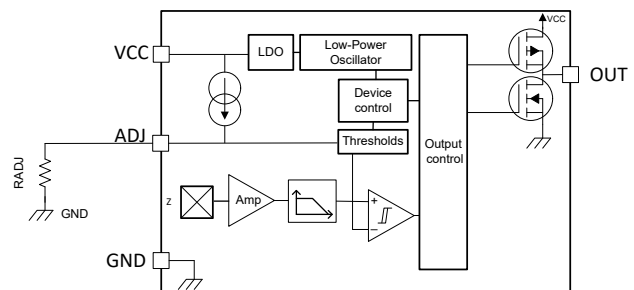 VCC
VCC
LDO
Low-Power
Oscillator
OUT
Device
control
ADJ
Thresholds
Output
control
RADJ
GND
z
Amp
+
−
GND